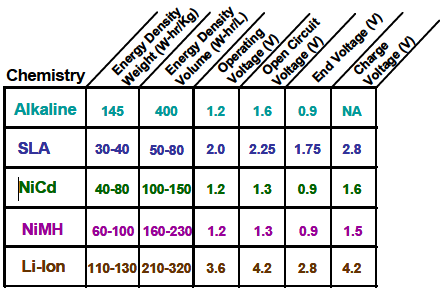 Chemistry
Energy Density
Weight (W-hr/Kg)
Energy Density
Volume (W-hr/L)
Operating
Voltage (V)
Open Circuit
Voltage (V)
End Voltage (V)
Charge
Voltage (V)
Alkaline 145 400 1.2 1.6 0.9 NA
SLA 30-40 50-80 2.0 2.25 1.75 2.8
NiCd 40-80 100-150 1.2 1.3 0.9 1.6
NiMH 60-100 160-230 1.2 1.3 0.9 1.5
Li-Ion 110-130 210-320 3.6 4.2 2.8 4.2